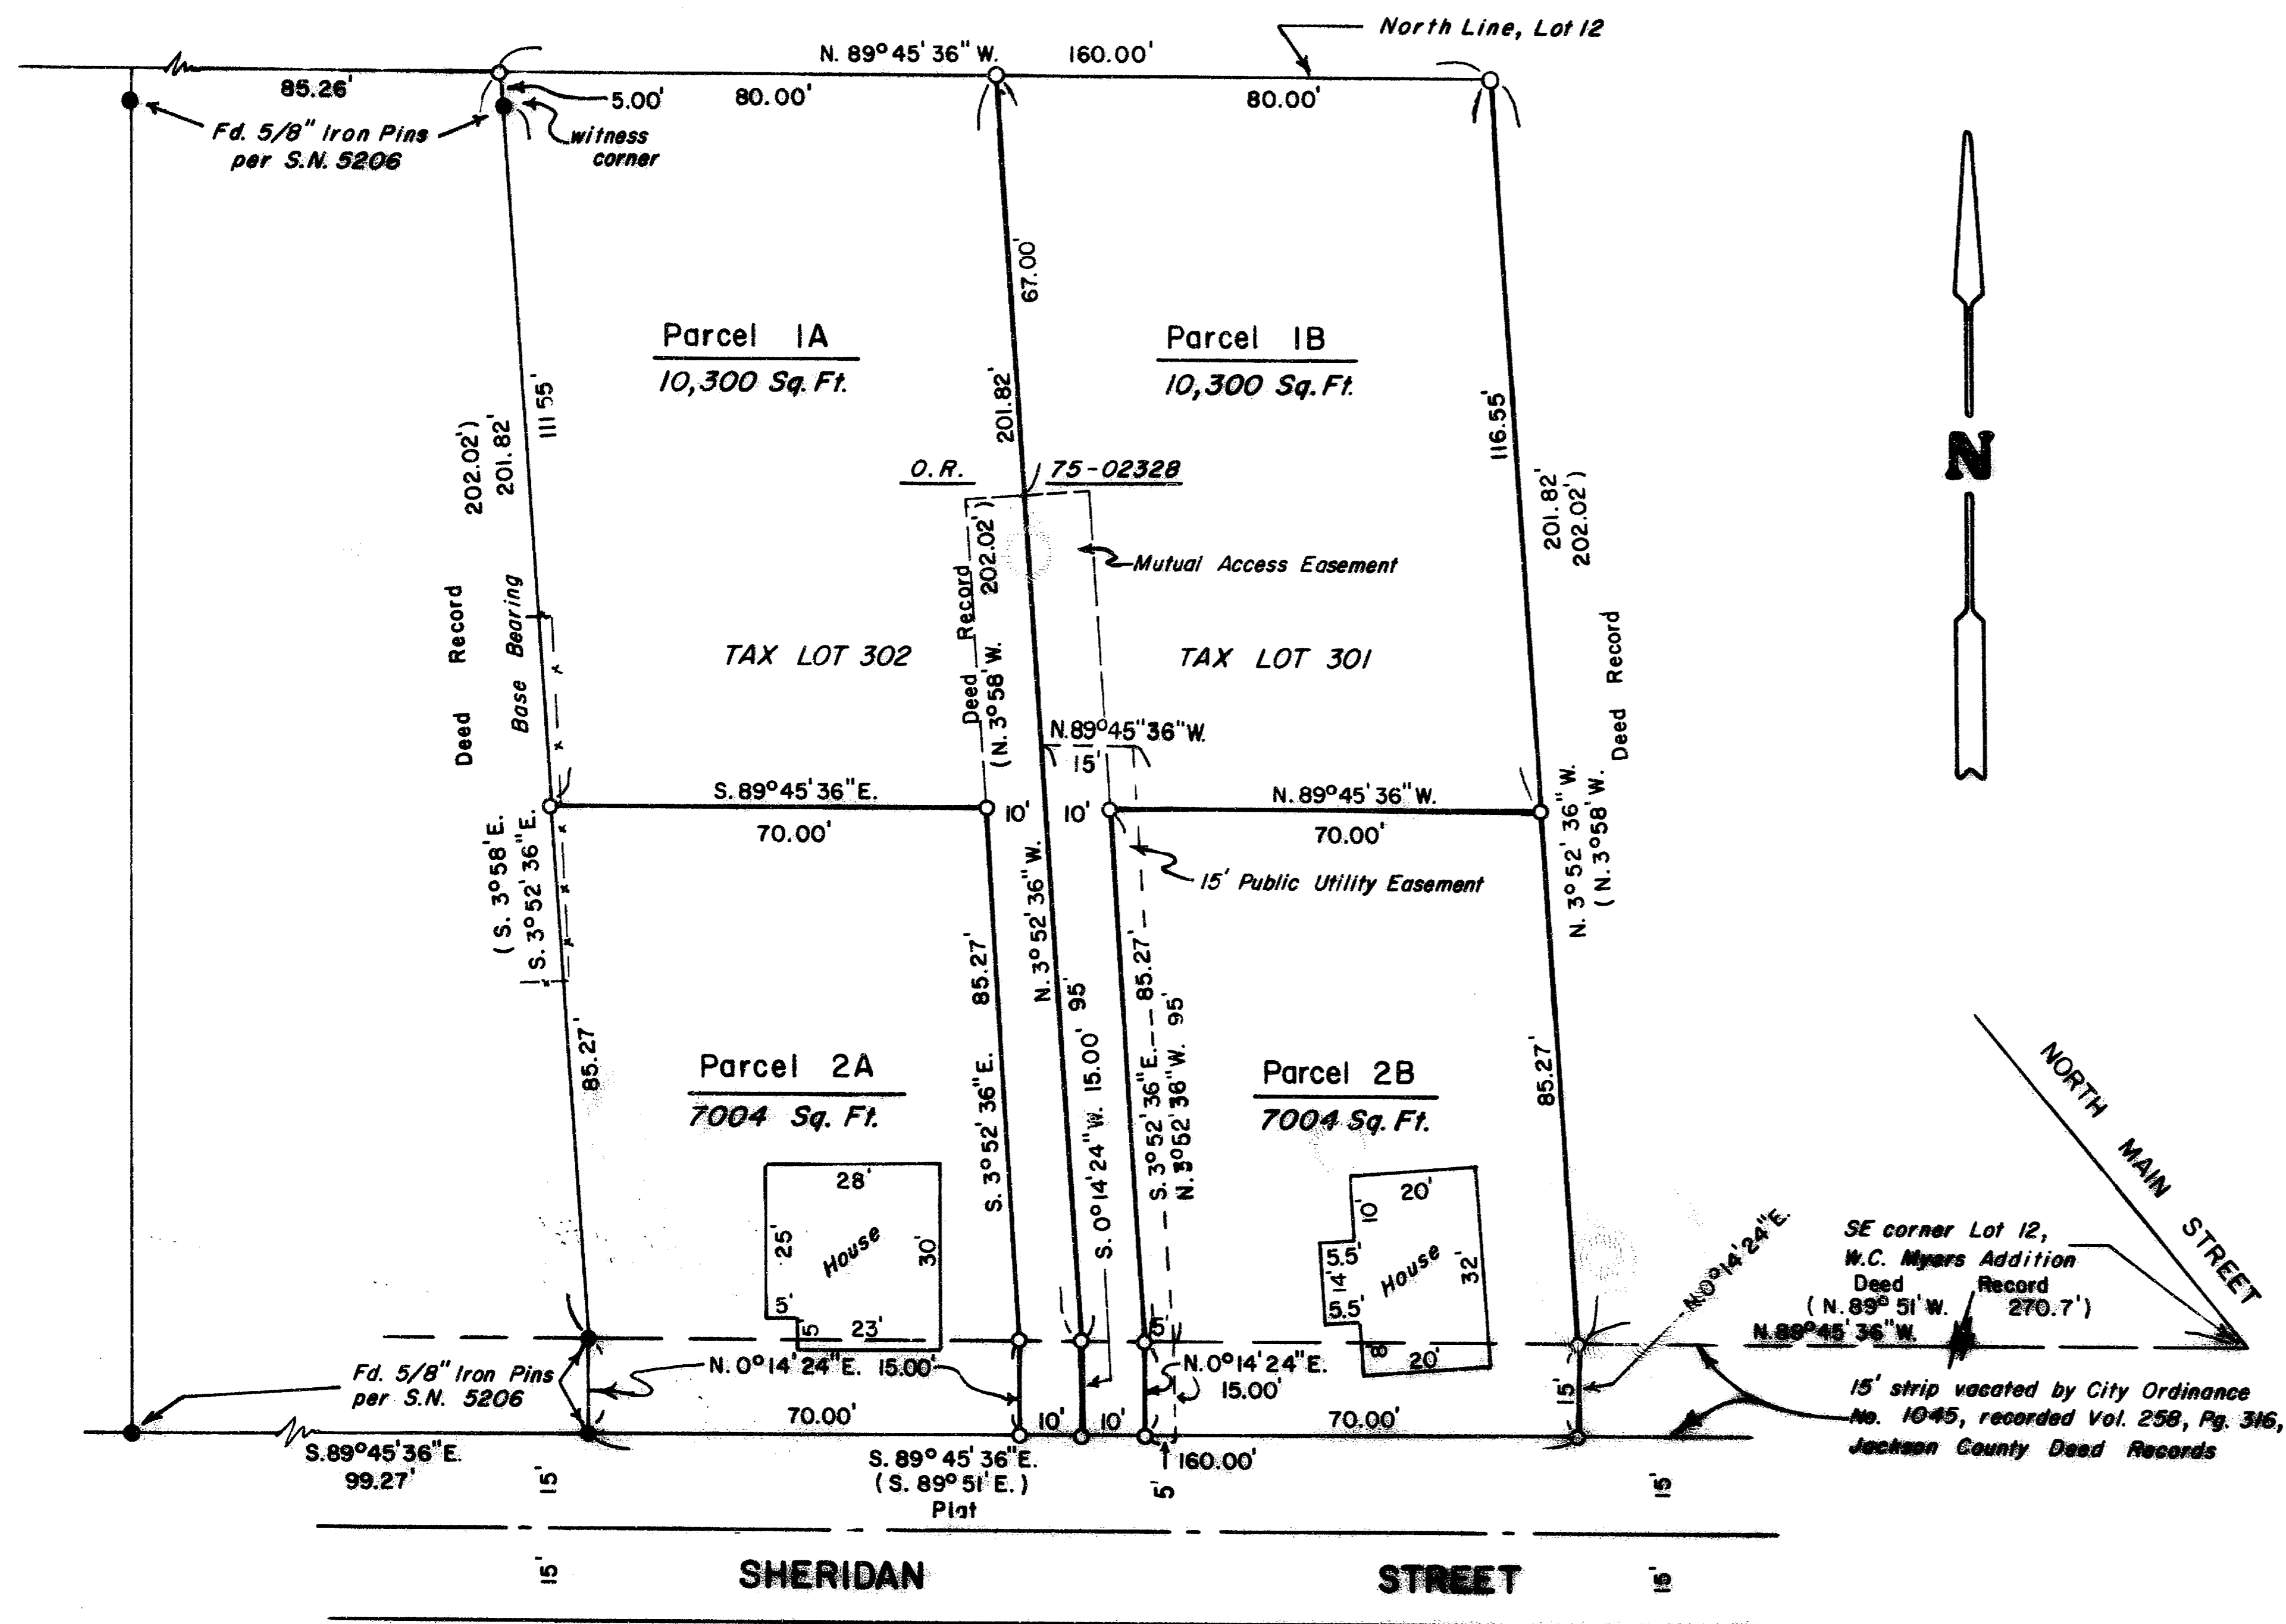 North Line, Lot 12
N. 89° 45' 36" W. 160.00'
85.26'
5.00'
80.00'
80.00'
Fd. 5/8" Iron Pins
per S.N. 5206
witness
corner
67.00'
Parcel 1A
10,300 Sq. Ft.
Parcel 1B
10,300 Sq. Ft.
111.55'
201.82'
202.02')
201.82'
116.55'
201.82'
202.02')
O.R. 75-02328
Mutual Access Easement
Deed Record
Base Bearing
Deed Record
(N. 3° 58' W. 202.02')
Deed Record
TAX LOT 302
TAX LOT 301
N. 89° 45" 36" W.
15'
S. 89° 45' 36" E.
70.00'
10'
10'
N. 89° 45' 36" W.
70.00'
15' Public Utility Easement
(S. 3° 58' E.
S. 3° 52' 36" E.
N. 3° 52' 36" W.
(N. 3° 58' W.
85.27'
S. 3° 52' 36" E. 85.27'
N. 3° 52' 36" W. 95'
S. 0° 14' 24" W. 15.00'
S. 3° 52' 36" E. 85.27'
N. 3° 52' 36" W. 95'
85.27'
Parcel 2A
7004 Sq. Ft.
Parcel 2B
7004 Sq. Ft.
28'
25'
House
30'
5'
5'
23'
20'
10'
5.5'
14'
House
32'
5.5'
8'
20'
5'
NORTH MAIN STREET
N. 0° 14' 24" E.
SE corner Lot 12,
W.C. Myers Addition
Deed Record
(N. 89° 51' W. 270.7')
N. 89° 45' 36" W.
Fd. 5/8" Iron Pins
per S.N. 5206
N. 0° 14' 24" E. 15.00'
N. 0° 14' 24" E.
15.00'
15'
15' strip vacated by City Ordinance
No. 1045, recorded Vol. 258, Pg. 316,
Jackson County Deed Records
70.00'
10'
10'
70.00'
S. 89° 45' 36" E.
99.27'
15'
S. 89° 45' 36" E.
(S. 89° 51' E.)
Plat
160.00'
5'
15'
15'
SHERIDAN STREET
15'
N